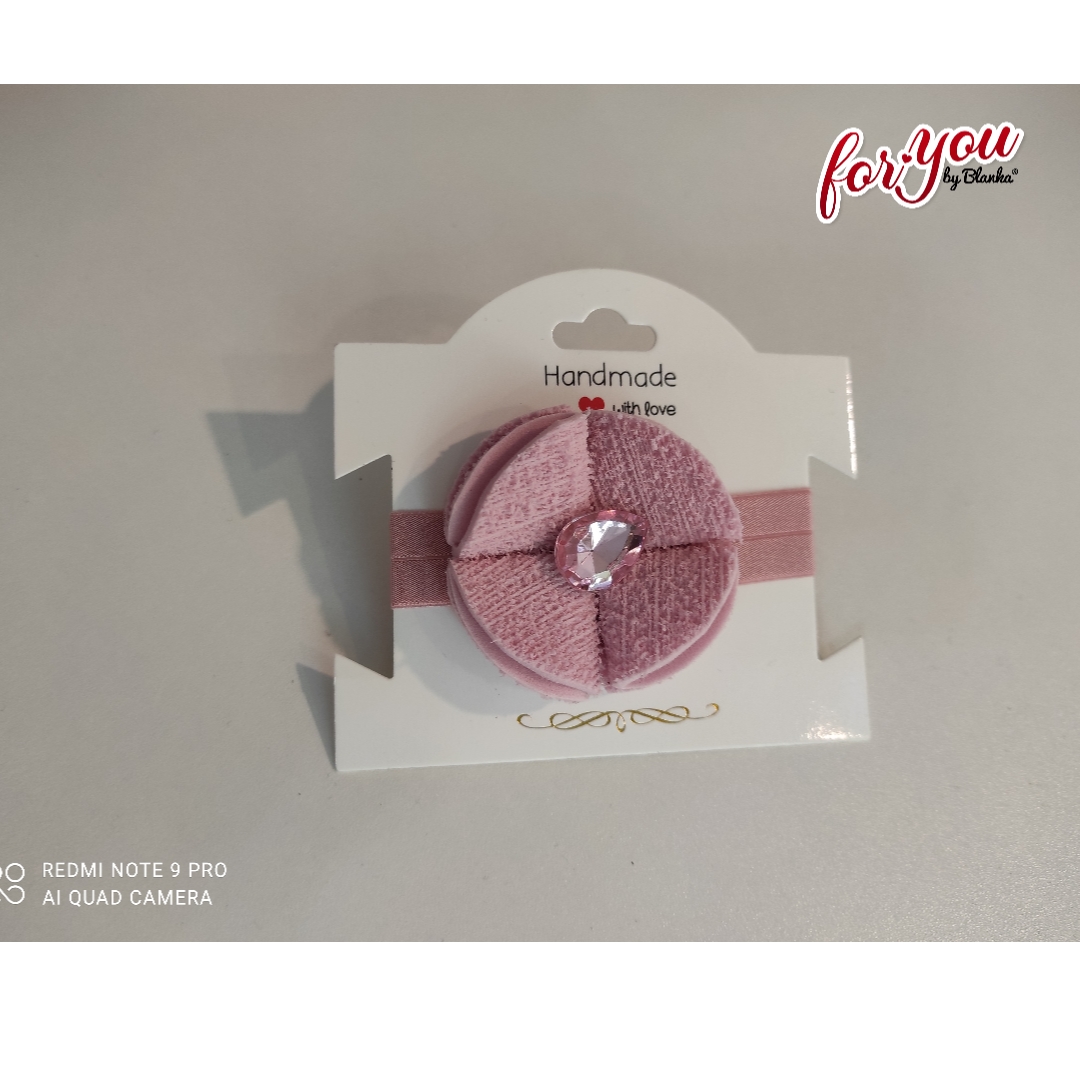 for you
by Blanka®
Handmade
with love
REDMI NOTE 9 PRO
AI QUAD CAMERA